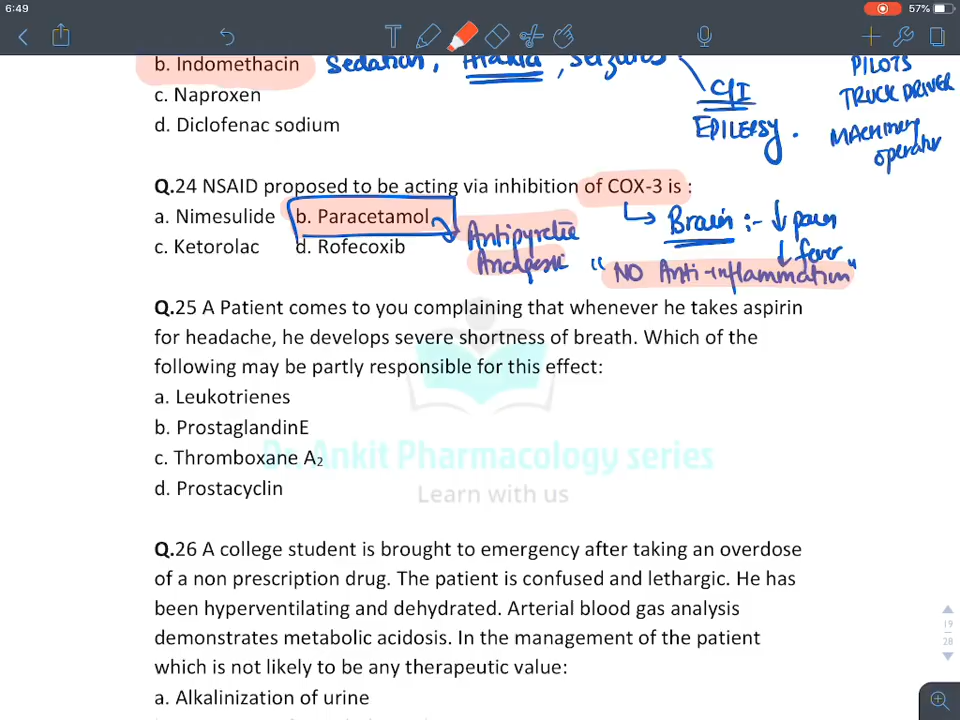 6:49
57%
b. Indomethacin Sedation, Ataxia, Seizures
PILOTS
c. Naproxen
CI
TRUCK DRIVER
d. Diclofenac sodium
EPILEPSY.
MAChinery
operator
Q.24 NSAID proposed to be acting via inhibition of COX-3 is :
a. Nimesulide b. Paracetamol
Antipyretic
Brain :- ↓ pain
c. Ketorolac d. Rofecoxib
↓ fever
Analgesic
"NO Anti-inflammation"
Q.25 A Patient comes to you complaining that whenever he takes aspirin
for headache, he develops severe shortness of breath. Which of the
following may be partly responsible for this effect:
a. Leukotrienes
b. ProstaglandinE
c. Thromboxane A₂
Dr. Ankit Pharmacology series
d. Prostacyclin
Learn with us
Q.26 A college student is brought to emergency after taking an overdose
of a non prescription drug. The patient is confused and lethargic. He has
been hyperventilating and dehydrated. Arterial blood gas analysis
demonstrates metabolic acidosis. In the management of the patient
which is not likely to be any therapeutic value:
a. Alkalinization of urine
19
28